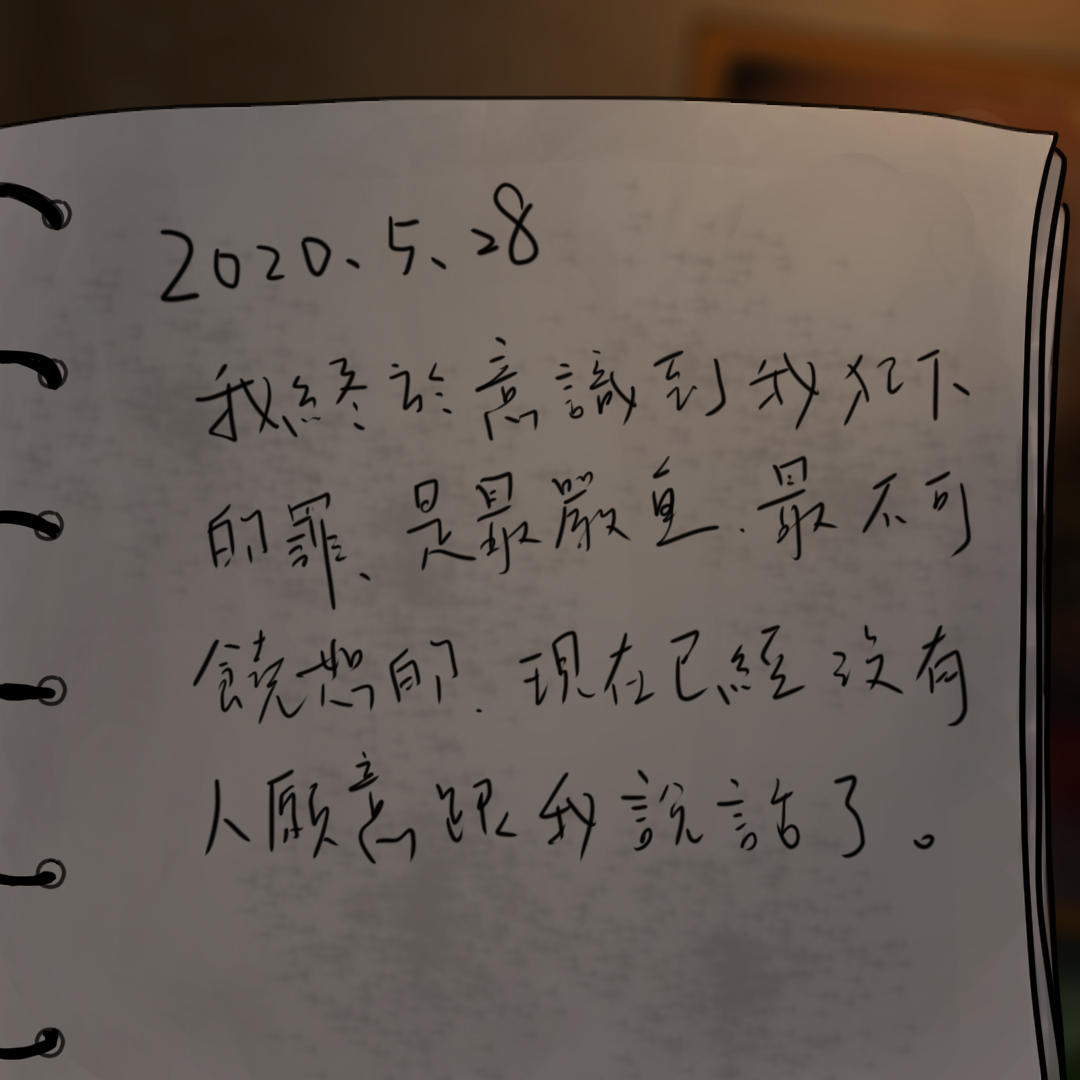 2020、5、28
我終於意識到我犯下
的罪、是最嚴重.最不可
饒恕的.現在已經沒有
人願意跟我說話了。